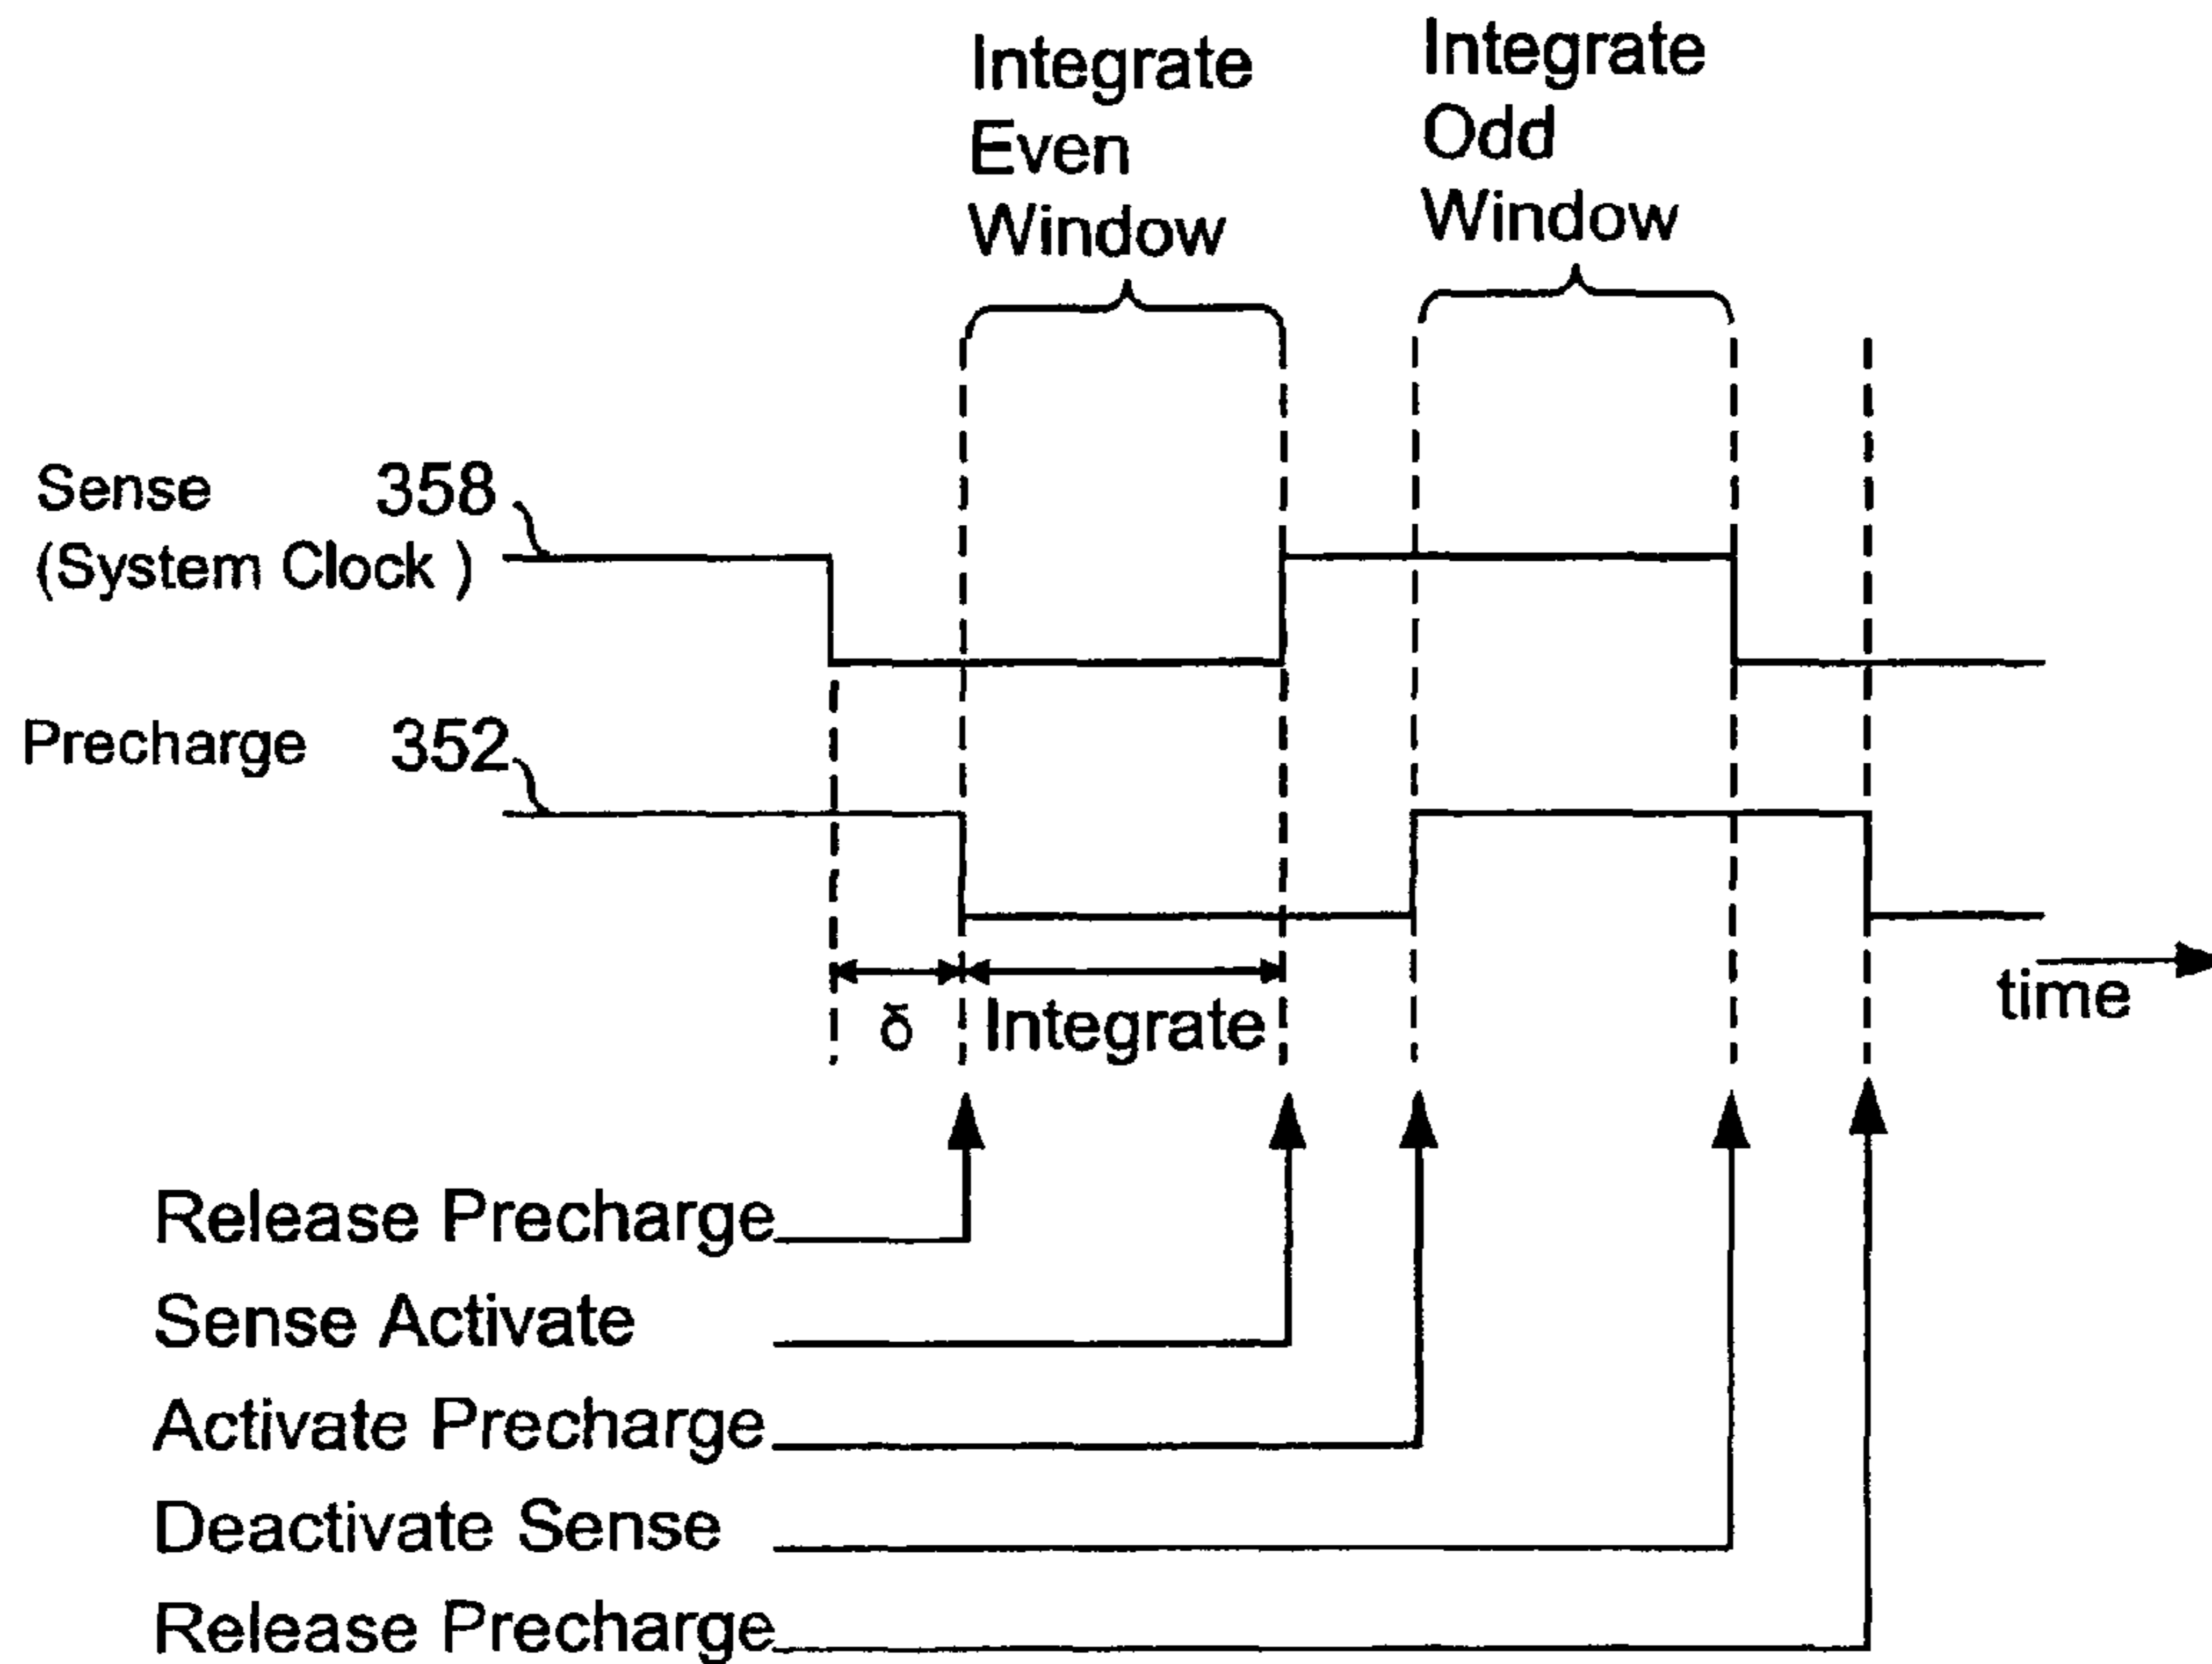 Integrate
Even
Window
Integrate
Odd
Window
Sense 358
(System Clock )
Precharge 352
δ Integrate
time
Release Precharge
Sense Activate
Activate Precharge
Deactivate Sense
Release Precharge